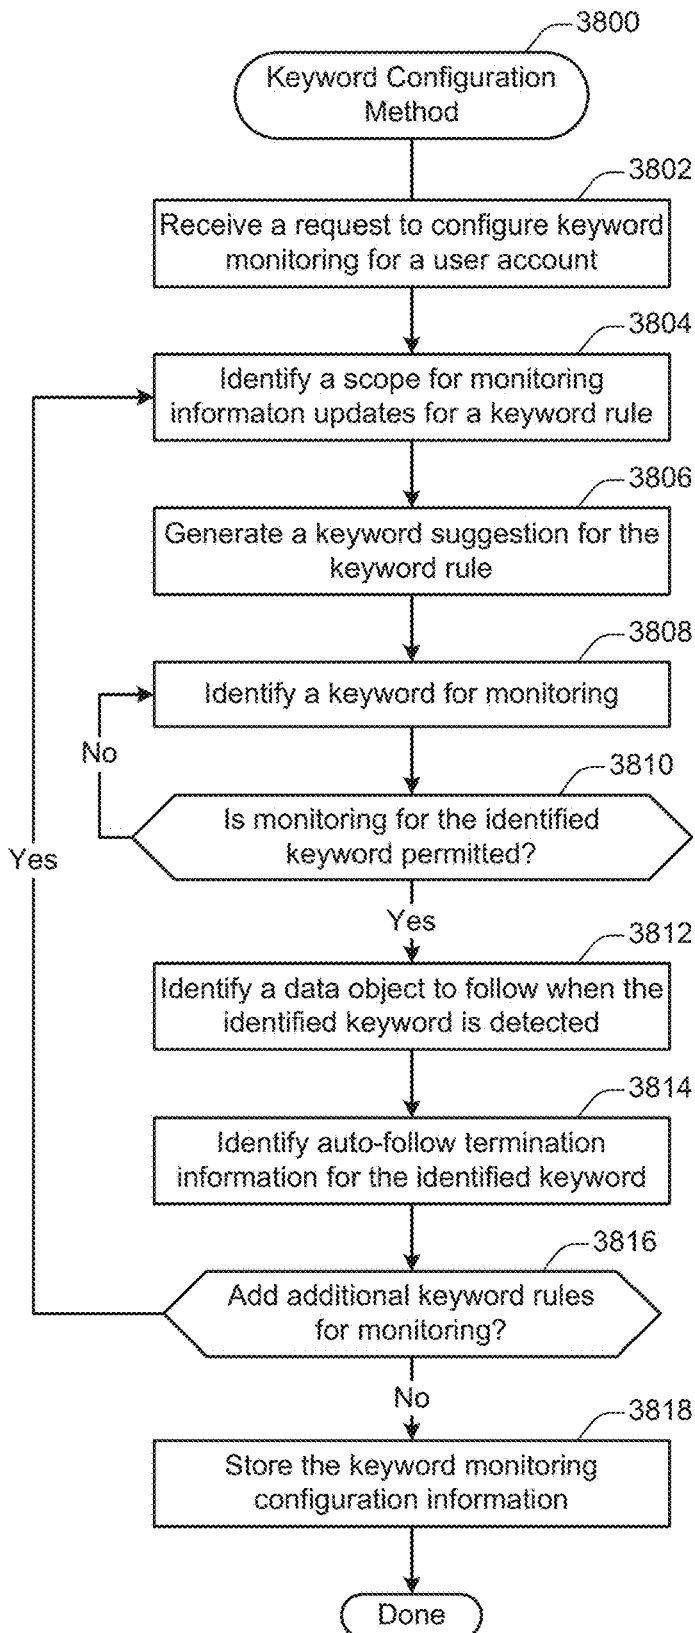 3800
Keyword Configuration
Method
3802
Receive a request to configure keyword
monitoring for a user account
3804
Identify a scope for monitoring
informaton updates for a keyword rule
3806
Generate a keyword suggestion for the
keyword rule
3808
Identify a keyword for monitoring
No
3810
Is monitoring for the identified
keyword permitted?
Yes
Yes
3812
Identify a data object to follow when the
identified keyword is detected
3814
Identify auto-follow termination
information for the identified keyword
3816
Add additional keyword rules
for monitoring?
No
3818
Store the keyword monitoring
configuration information
Done